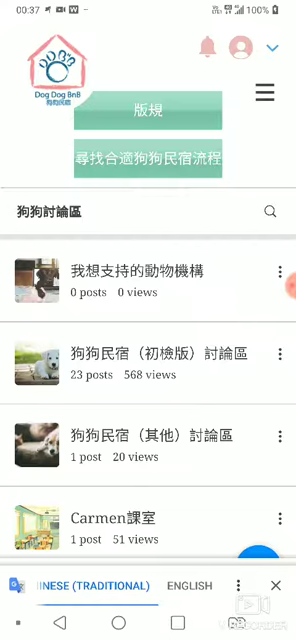 00:37
100%
Dog Dog BnB
狗狗民宿
版規
尋找合適狗狗民宿流程
狗狗討論區
我想支持的動物機構
0 posts 0 views
狗狗民宿（初檢版）討論區
23 posts 568 views
狗狗民宿（其他）討論區
1 post 20 views
Carmen課室
1 post 51 views
INESE (TRADITIONAL) ENGLISH